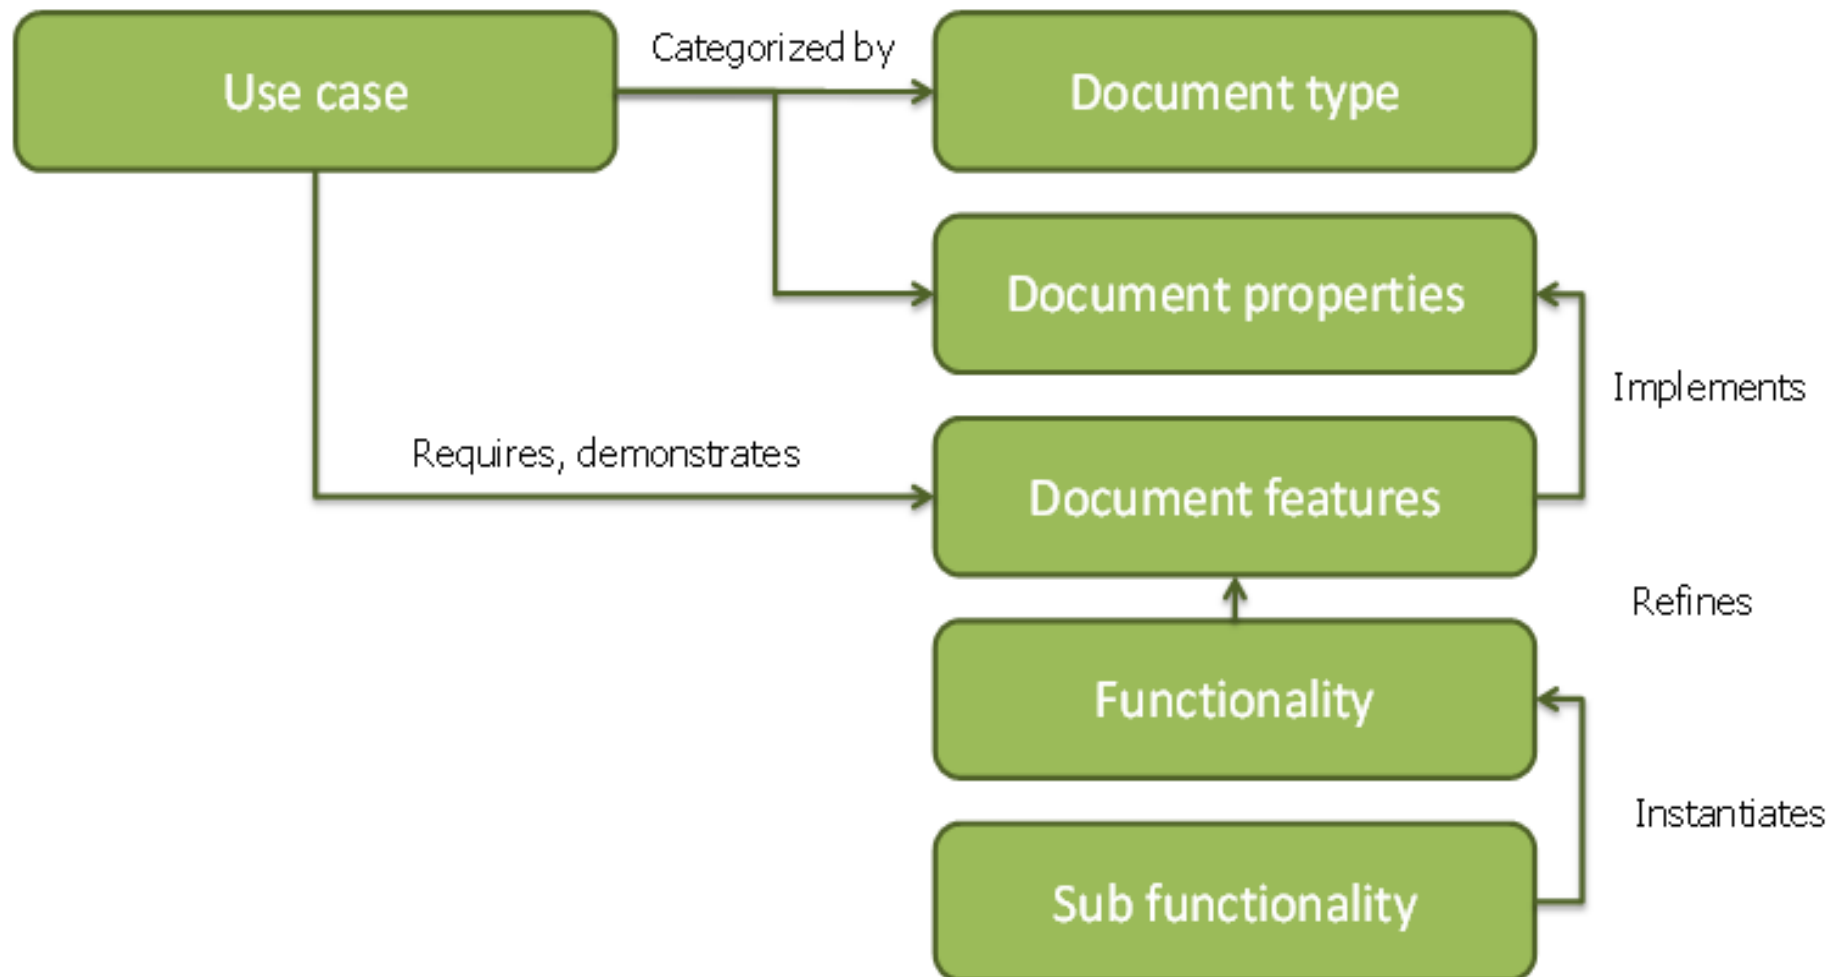 Use case
Categorized by
Document type
Document properties
Implements
Requires, demonstrates
Document features
Refines
Functionality
Instantiates
Sub functionality